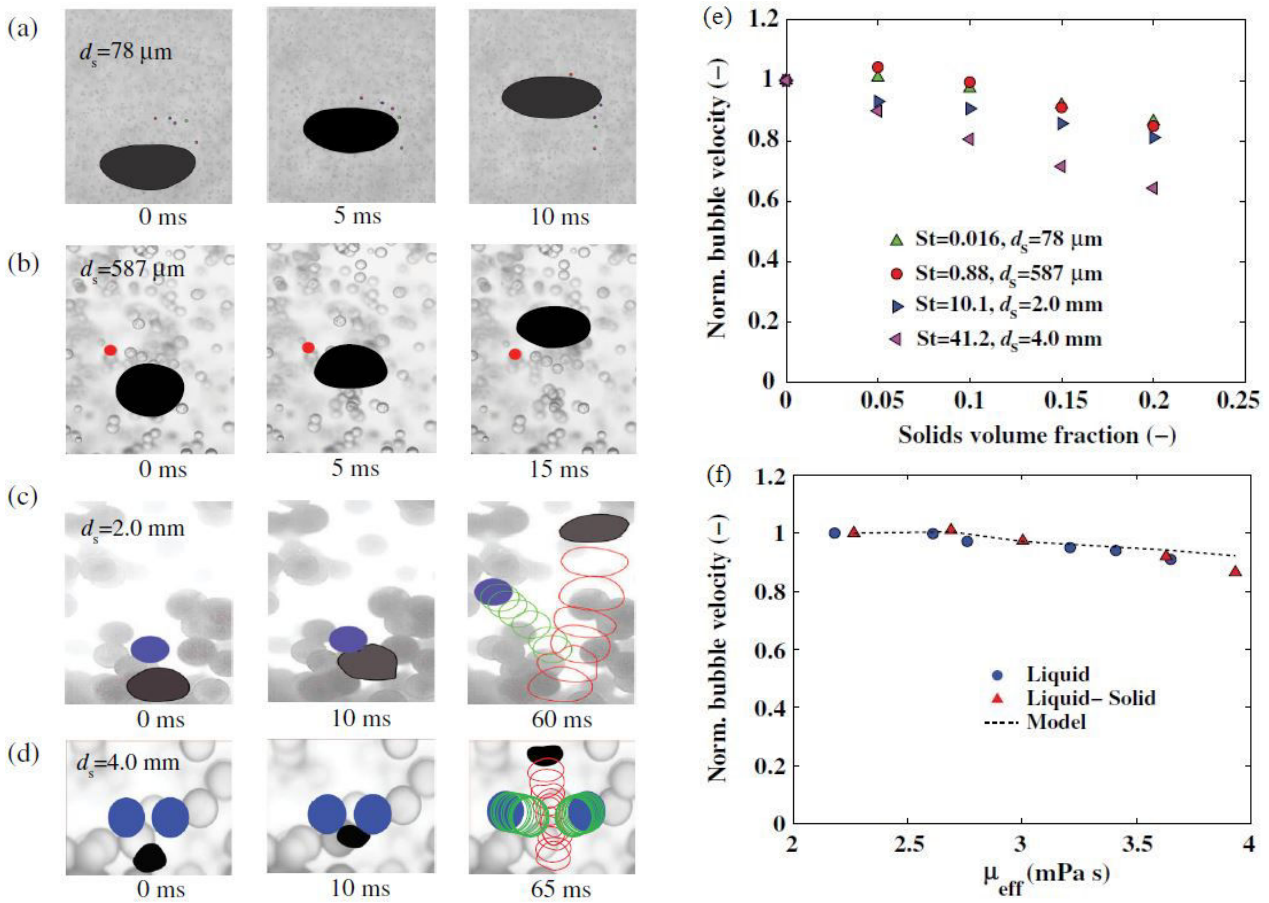 (a)
dₛ=78 µm
0 ms
5 ms
10 ms
(b)
dₛ=587 µm
0 ms
5 ms
15 ms
(c)
dₛ=2.0 mm
0 ms
10 ms
60 ms
(d)
dₛ=4.0 mm
0 ms
10 ms
65 ms
(e)
Norm. bubble velocity (–)
1.2
1
0.8
0.6
0.4
0.2
0
St=0.016, dₛ=78 µm
St=0.88, dₛ=587 µm
St=10.1, dₛ=2.0 mm
St=41.2, dₛ=4.0 mm
0 0.05 0.1 0.15 0.2 0.25
Solids volume fraction (–)
(f)
Norm. bubble velocity (–)
1.2
1
0.8
0.6
0.4
0.2
0
Liquid
Liquid– Solid
Model
2 2.5 3 3.5 4
µeff (mPa s)